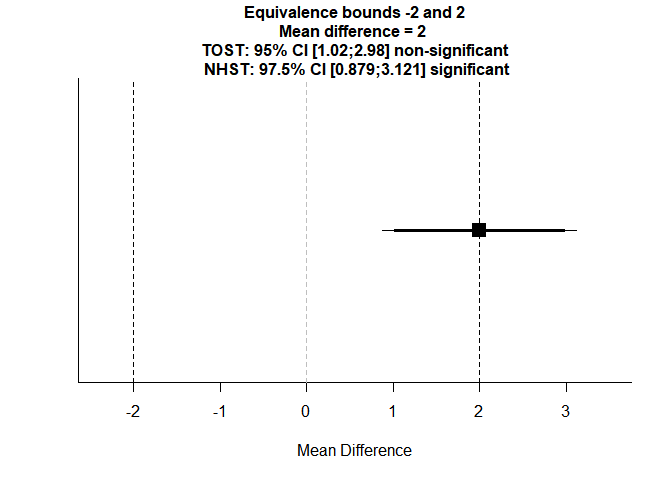 Equivalence bounds -2 and 2
Mean difference = 2
TOST: 95% CI [1.02;2.98] non-significant
NHST: 97.5% CI [0.879;3.121] significant
-2 -1 0 1 2 3
Mean Difference